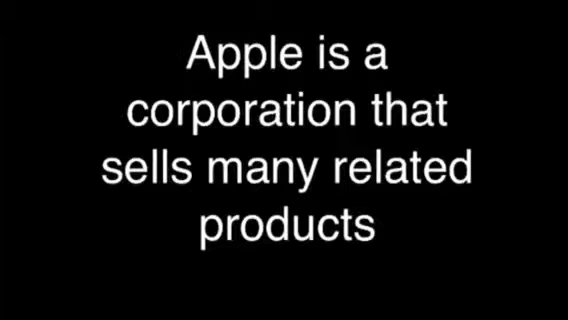 Apple is a
corporation that
sells many related
products